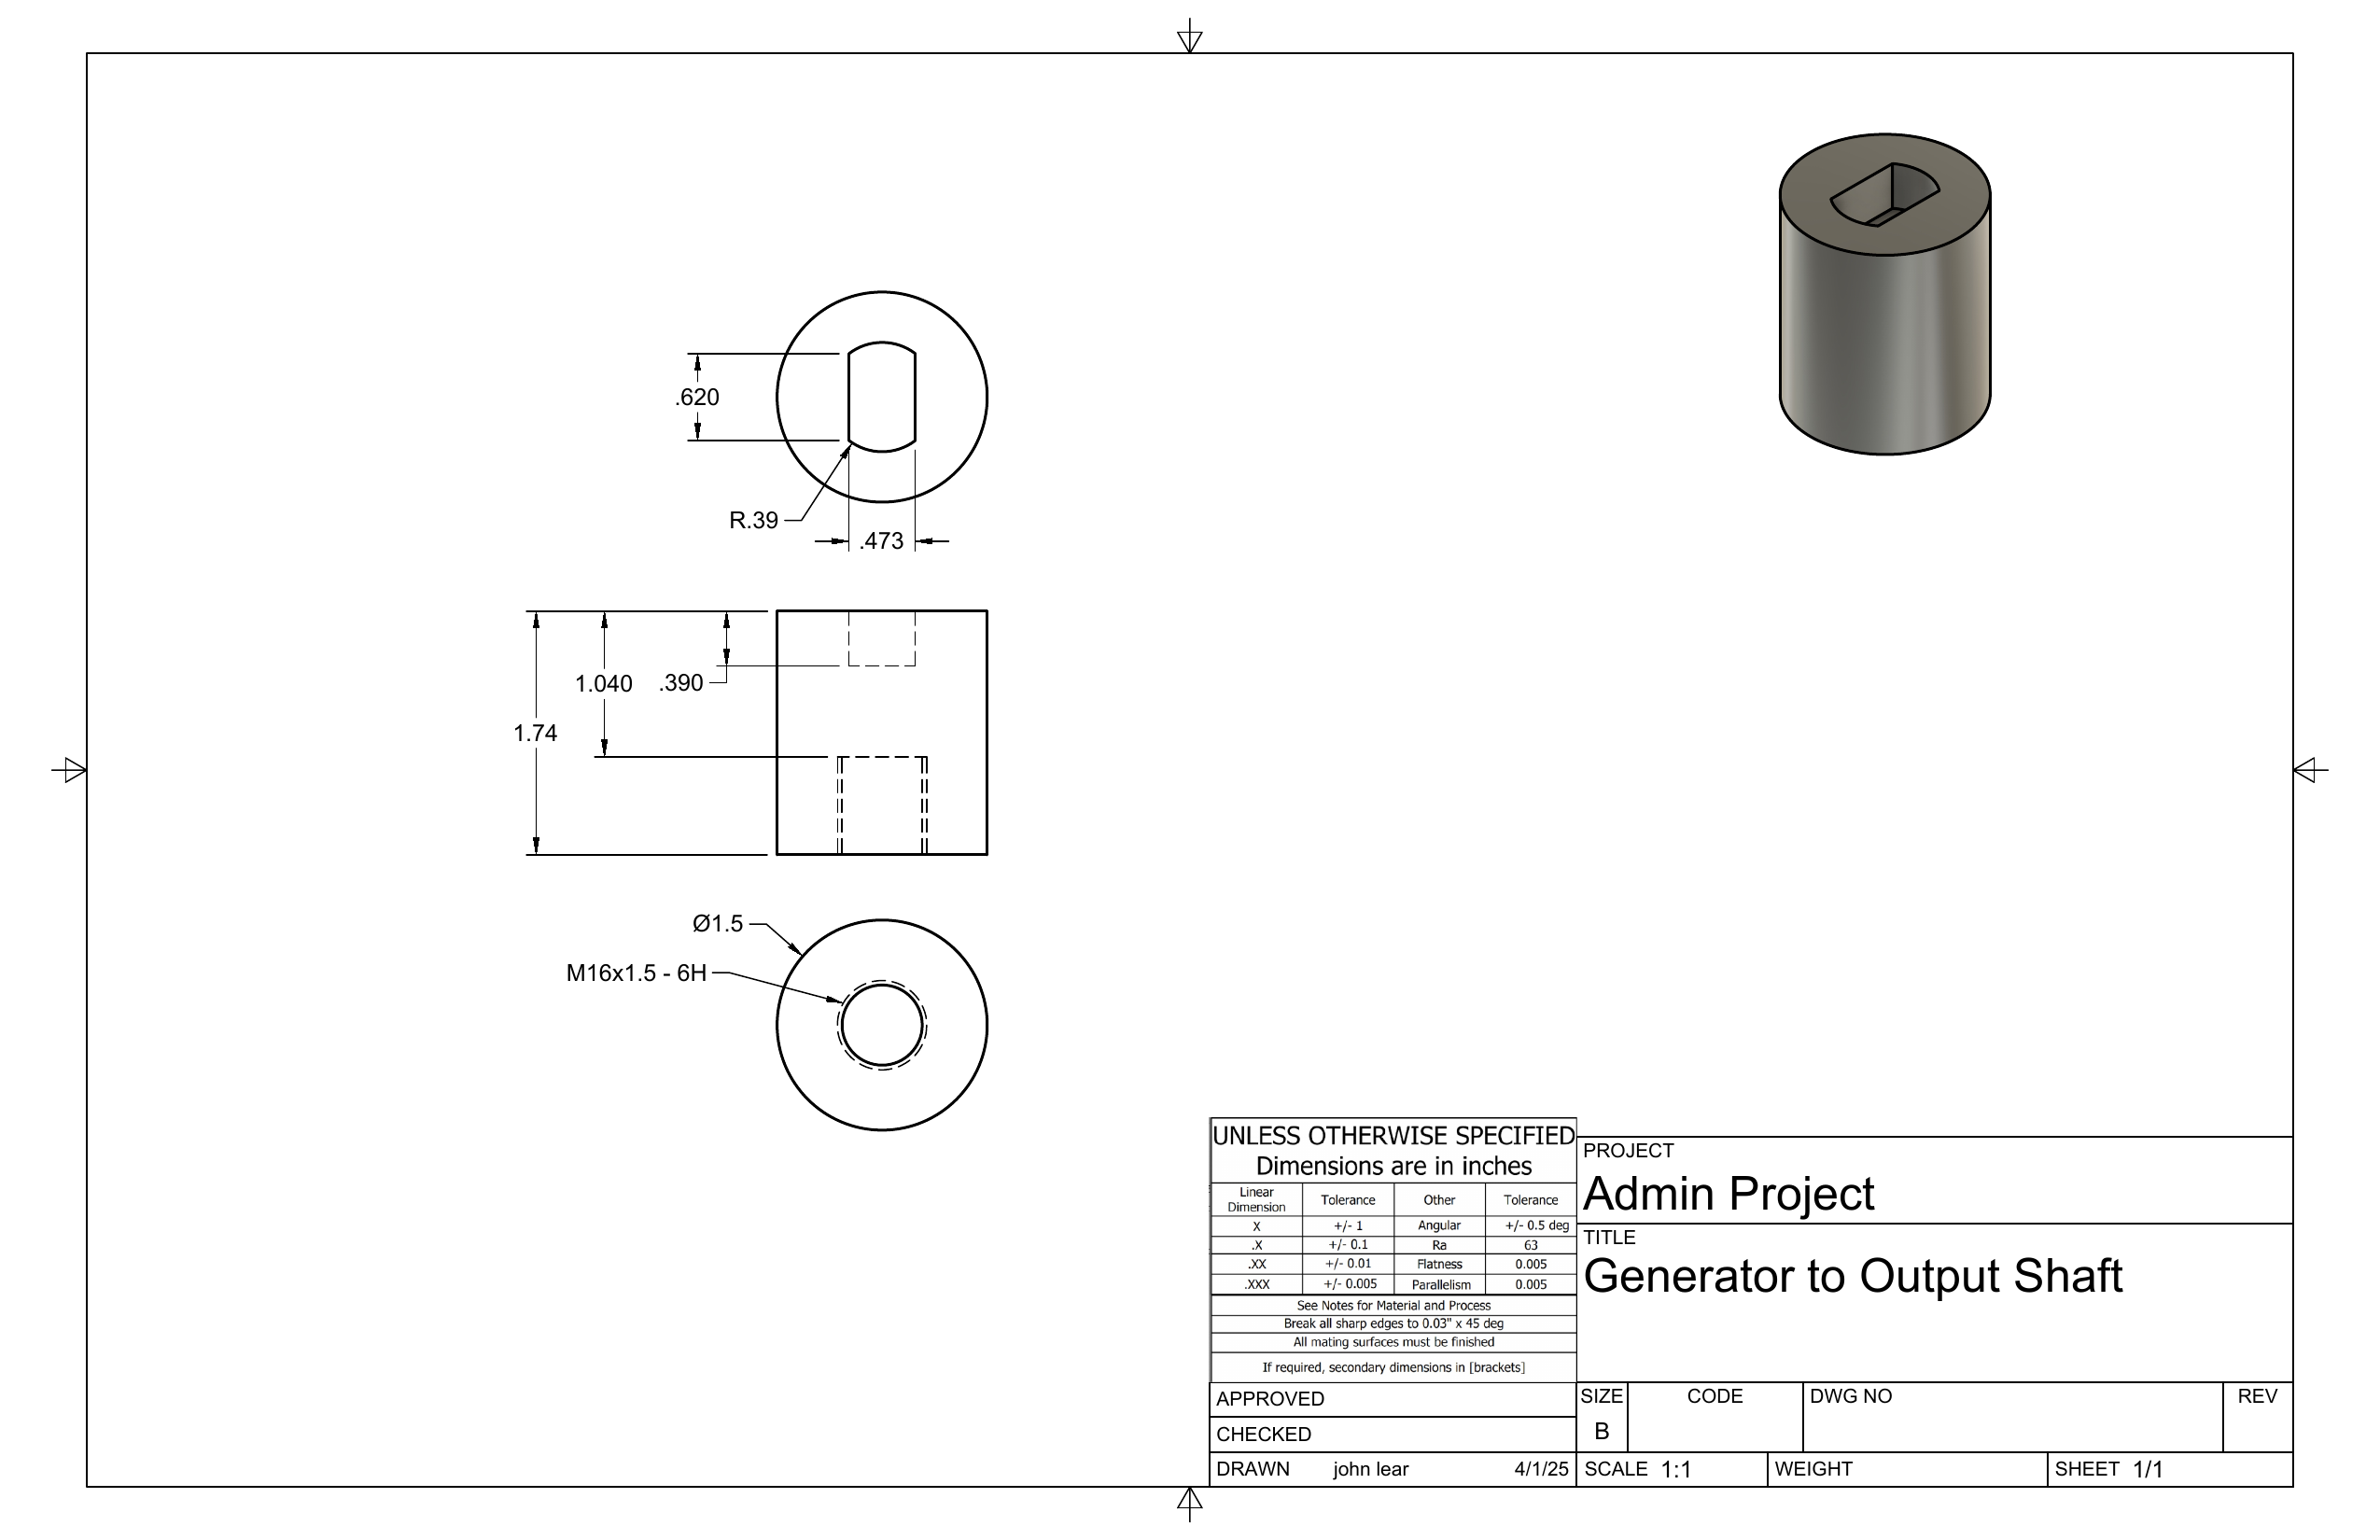 .620
R.39
.473
1.040
.390
1.74
Ø1.5
M16x1.5 - 6H
UNLESS OTHERWISE SPECIFIED
Dimensions are in inches
Linear Dimension Tolerance Other Tolerance
X +/- 1 Angular +/- 0.5 deg
.X +/- 0.1 Ra 63
.XX +/- 0.01 Flatness 0.005
.XXX +/- 0.005 Parallelism 0.005
See Notes for Material and Process
Break all sharp edges to 0.03" x 45 deg
All mating surfaces must be finished
If required, secondary dimensions in [brackets]
PROJECT
Admin Project
TITLE
Generator to Output Shaft
APPROVED
CHECKED
DRAWN john lear 4/1/25
SIZE CODE DWG NO REV
B
SCALE 1:1 WEIGHT SHEET 1/1